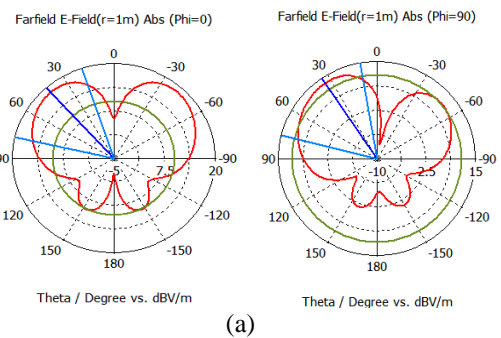 Farfield E-Field(r=1m) Abs (Phi=0)
0
30 -30
60 -60
90 -5 7.5 20 -90
120 -120
150 -150
180
Theta / Degree vs. dBV/m
Farfield E-Field(r=1m) Abs (Phi=90)
0
30 -30
60 -60
90 -10 2.5 15 -90
120 -120
150 -150
180
Theta / Degree vs. dBV/m
(a)